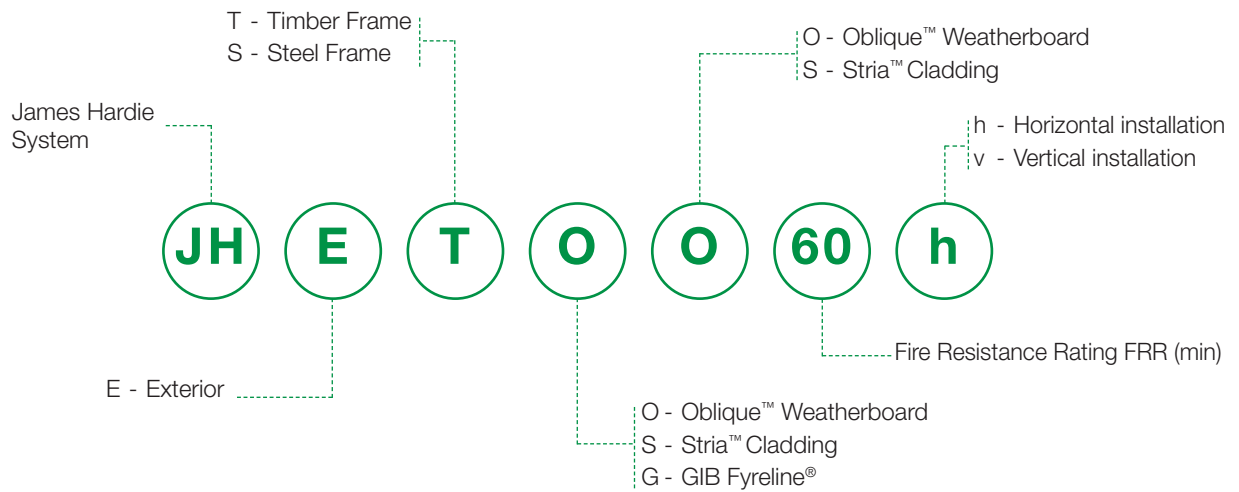 T - Timber Frame
S - Steel Frame
O - Oblique™ Weatherboard
S - Stria™ Cladding
James Hardie
System
h - Horizontal installation
v - Vertical installation
JH E T O O 60 h
Fire Resistance Rating FRR (min)
E - Exterior
O - Oblique™ Weatherboard
S - Stria™ Cladding
G - GIB Fyreline®